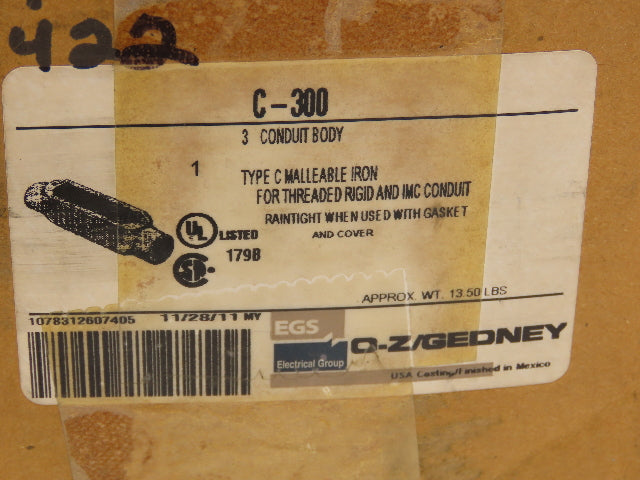 422
C-300
3 CONDUIT BODY
1
TYPE C MALLEABLE IRON
FOR THREADED RIGID AND IMC CONDUIT
RAINTIGHT WHEN USED WITH GASKET
AND COVER
UL LISTED
179B
APPROX. WT. 13.50 LBS
1078312607405 11/28/11 MY
EGS
Electrical Group
O-Z/GEDNEY
USA Casting/Finished in Mexico